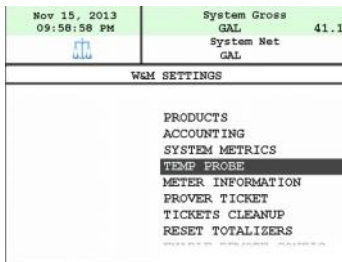 Nov 15, 2013
09:58:58 PM
System Gross
GAL 41.1
System Net
GAL
W&M SETTINGS
PRODUCTS
ACCOUNTING
SYSTEM METRICS
TEMP PROBE
METER INFORMATION
PROVER TICKET
TICKETS CLEANUP
RESET TOTALIZERS